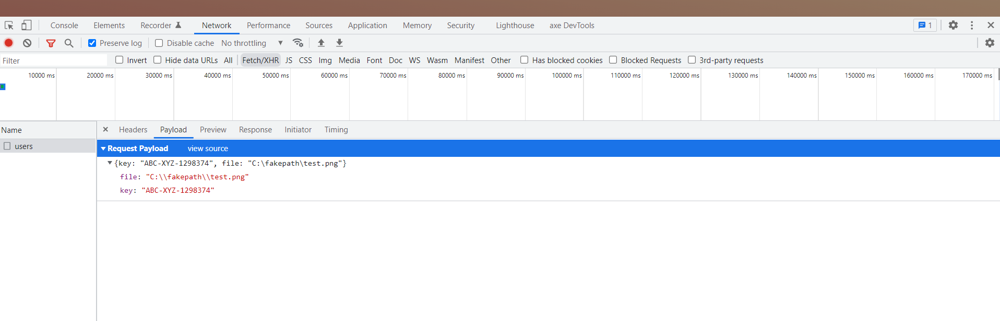 Console Elements Recorder Network Performance Sources Application Memory Security Lighthouse axe DevTools 1
Preserve log Disable cache No throttling
Filter Invert Hide data URLs All Fetch/XHR JS CSS Img Media Font Doc WS Wasm Manifest Other Has blocked cookies Blocked Requests 3rd-party requests
10000 ms 20000 ms 30000 ms 40000 ms 50000 ms 60000 ms 70000 ms 80000 ms 90000 ms 100000 ms 110000 ms 120000 ms 130000 ms 140000 ms 150000 ms 160000 ms 170000 ms
Name Headers Payload Preview Response Initiator Timing
users Request Payload view source
{key: "ABC-XYZ-1298374", file: "C:\fakepath\test.png"}
file: "C:\\fakepath\\test.png"
key: "ABC-XYZ-1298374"